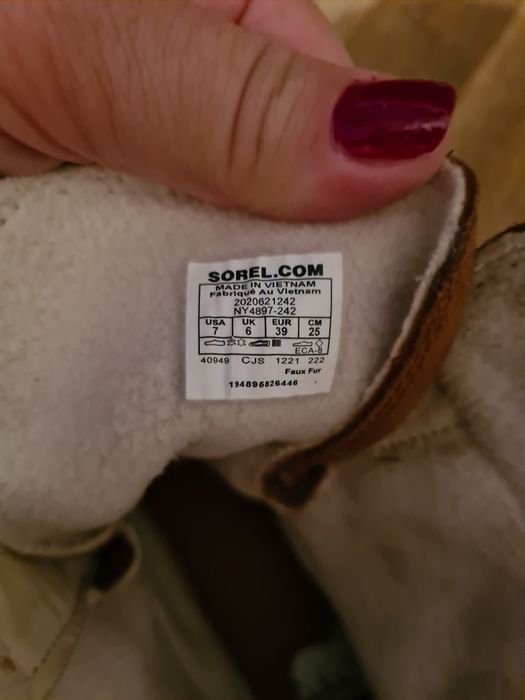 SOREL.COM
MADE IN VIETNAM
Fabriqué Au Vietnam
2020621242
NY4897-242
USA UK EUR CM
7 6 39 25
ECA-8
40949 CJS 1221 222
Faux Fur
194895826446